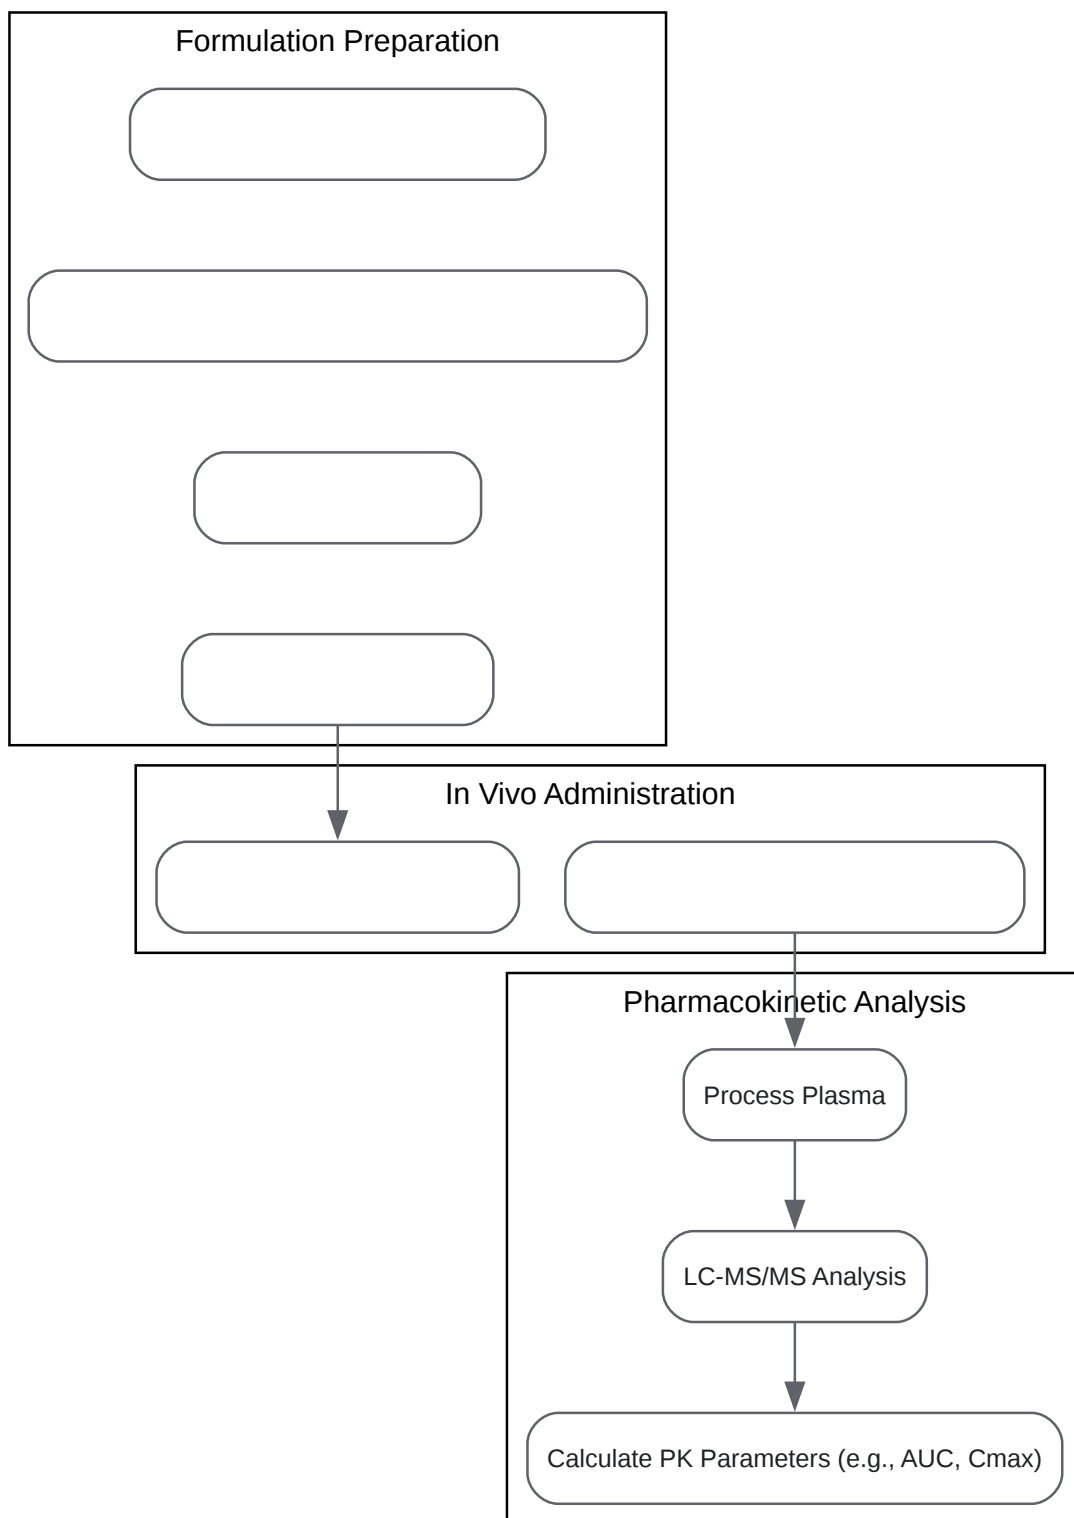 Formulation Preparation
In Vivo Administration
Pharmacokinetic Analysis
Process Plasma
LC-MS/MS Analysis
Calculate PK Parameters (e.g., AUC, Cmax)